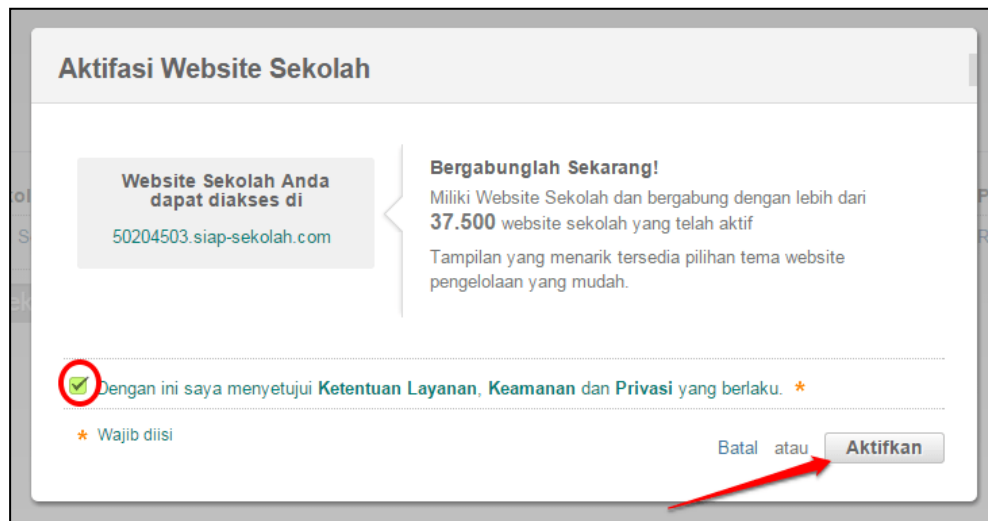 Aktifasi Website Sekolah
Website Sekolah Anda
dapat diakses di
50204503.siap-sekolah.com
Bergabunglah Sekarang!
Miliki Website Sekolah dan bergabung dengan lebih dari
37.500 website sekolah yang telah aktif
Tampilan yang menarik tersedia pilihan tema website
pengelolaan yang mudah.
Dengan ini saya menyetujui Ketentuan Layanan, Keamanan dan Privasi yang berlaku. *
* Wajib diisi
Batal atau Aktifkan